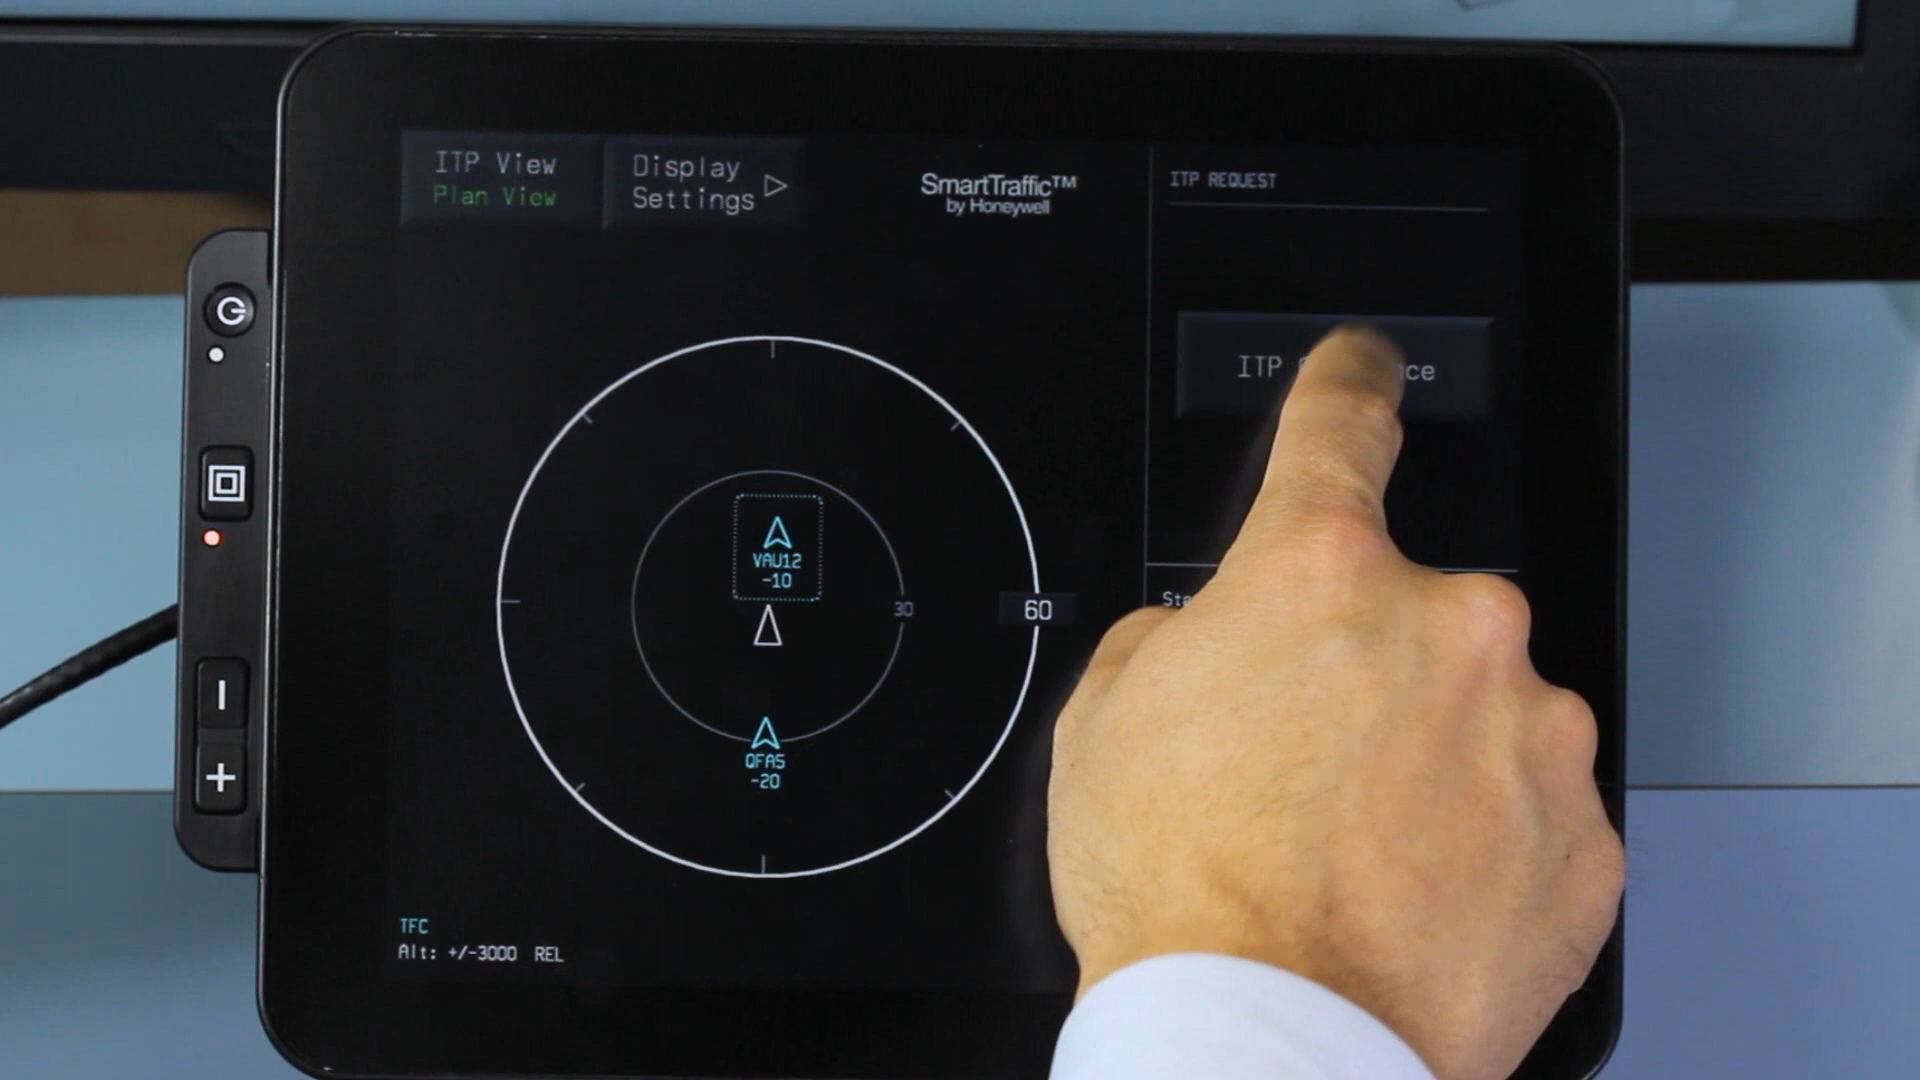 ITP View
Plan View
Display
Settings
SmartTraffic™
by Honeywell
ITP REQUEST
ITP
VAU12
-10
30
60
QFA5
-20
TFC
Alt: +/-3000 REL